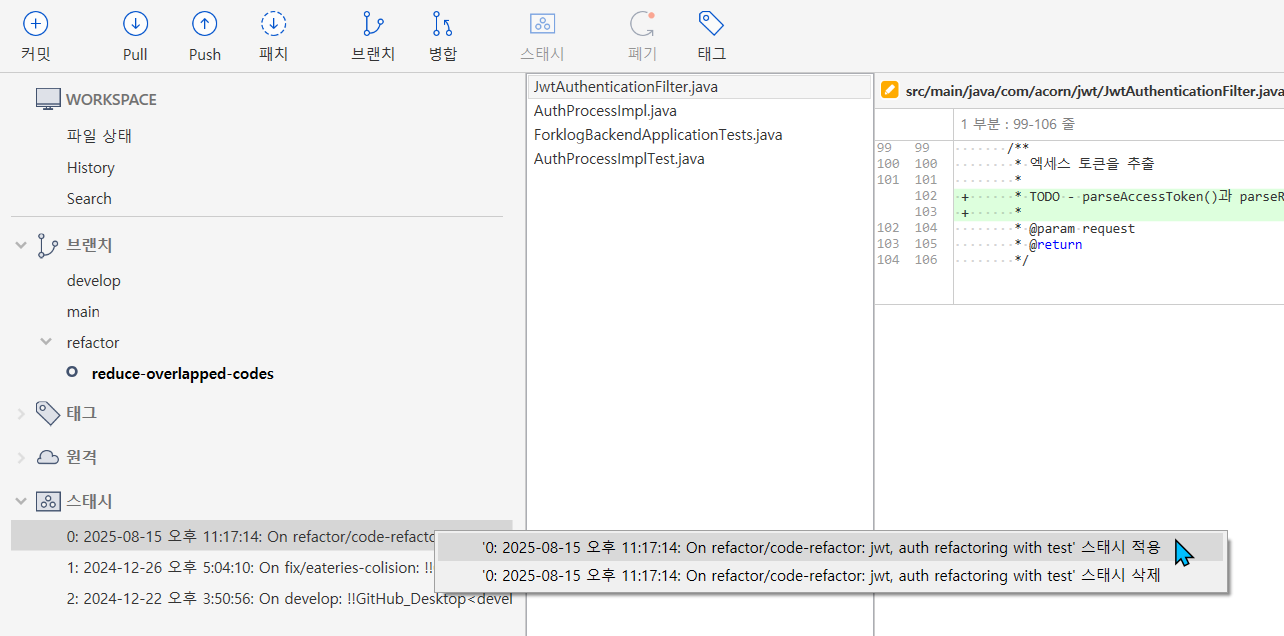 커밋
Pull
Push
패치
브랜치
병합
스태시
폐기
태그
WORKSPACE
파일 상태
History
Search
브랜치
develop
main
refactor
reduce-overlapped-codes
태그
원격
스태시
0: 2025-08-15 오후 11:17:14: On refactor/code-refacto
1: 2024-12-26 오후 5:04:10: On fix/eateries-colision: !!
2: 2024-12-22 오후 3:50:56: On develop: !!GitHub_Desktop<devel
'0: 2025-08-15 오후 11:17:14: On refactor/code-refactor: jwt, auth refactoring with test' 스태시 적용
'0: 2025-08-15 오후 11:17:14: On refactor/code-refactor: jwt, auth refactoring with test' 스태시 삭제
JwtAuthenticationFilter.java
AuthProcessImpl.java
ForklogBackendApplicationTests.java
AuthProcessImplTest.java
src/main/java/com/acorn/jwt/JwtAuthenticationFilter.java
1 부분 : 99-106 줄
99 99 /**
100 100 * 엑세스 토큰을 추출
101 101 *
102 + * TODO - parseAccessToken()과 parseR
103 + *
102 104 * @param request
103 105 * @return
104 106 */